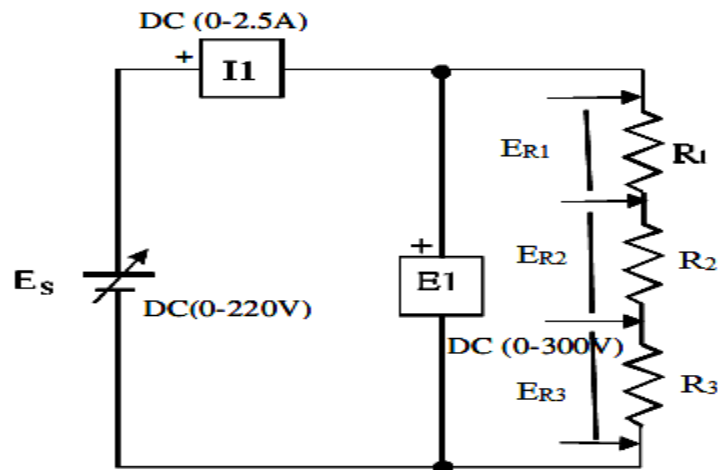 DC (0-2.5A)
+
I1
ER1
R1
+
E1
ER2
R2
ES
DC(0-220V)
DC (0-300V)
ER3
R3